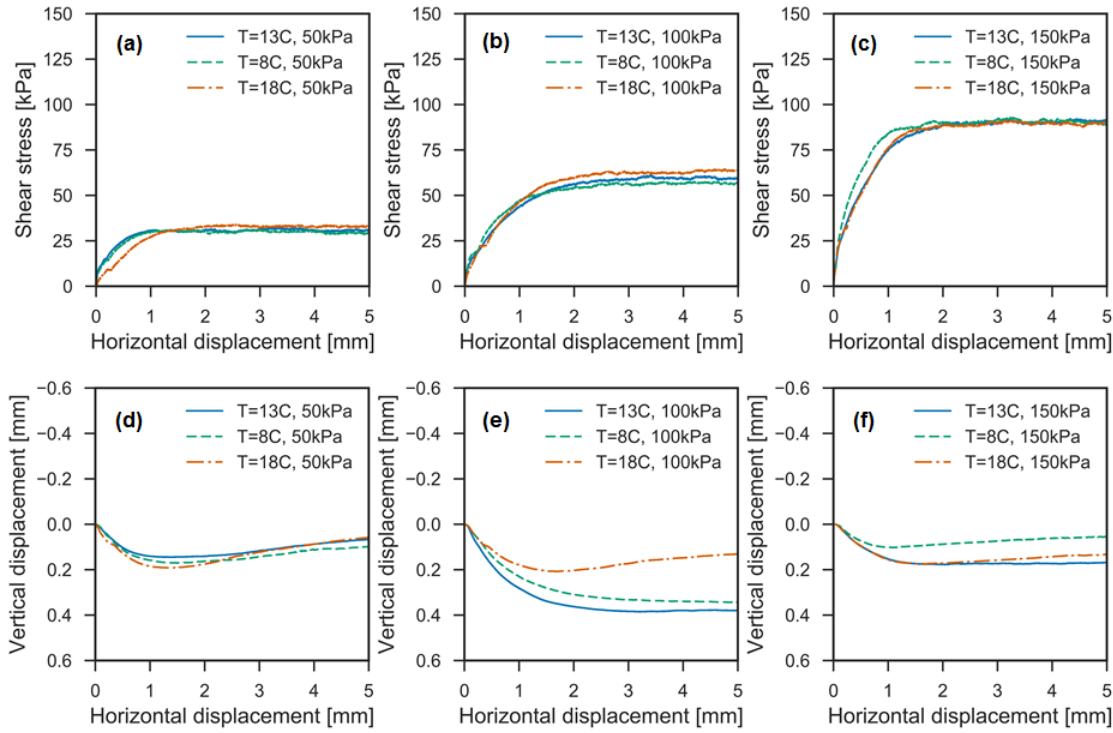 (a)
T=13C, 50kPa
T=8C, 50kPa
T=18C, 50kPa
150
125
100
75
50
25
0
Shear stress [kPa]
0 1 2 3 4 5
Horizontal displacement [mm]
(b)
T=13C, 100kPa
T=8C, 100kPa
T=18C, 100kPa
150
125
100
75
50
25
0
Shear stress [kPa]
0 1 2 3 4 5
Horizontal displacement [mm]
(c)
T=13C, 150kPa
T=8C, 150kPa
T=18C, 150kPa
150
125
100
75
50
25
0
Shear stress [kPa]
0 1 2 3 4 5
Horizontal displacement [mm]
(d)
T=13C, 50kPa
T=8C, 50kPa
T=18C, 50kPa
−0.6
−0.4
−0.2
0.0
0.2
0.4
0.6
Vertical displacement [mm]
0 1 2 3 4 5
Horizontal displacement [mm]
(e)
T=13C, 100kPa
T=8C, 100kPa
T=18C, 100kPa
−0.6
−0.4
−0.2
0.0
0.2
0.4
0.6
Vertical displacement [mm]
0 1 2 3 4 5
Horizontal displacement [mm]
(f)
T=13C, 150kPa
T=8C, 150kPa
T=18C, 150kPa
−0.6
−0.4
−0.2
0.0
0.2
0.4
0.6
Vertical displacement [mm]
0 1 2 3 4 5
Horizontal displacement [mm]